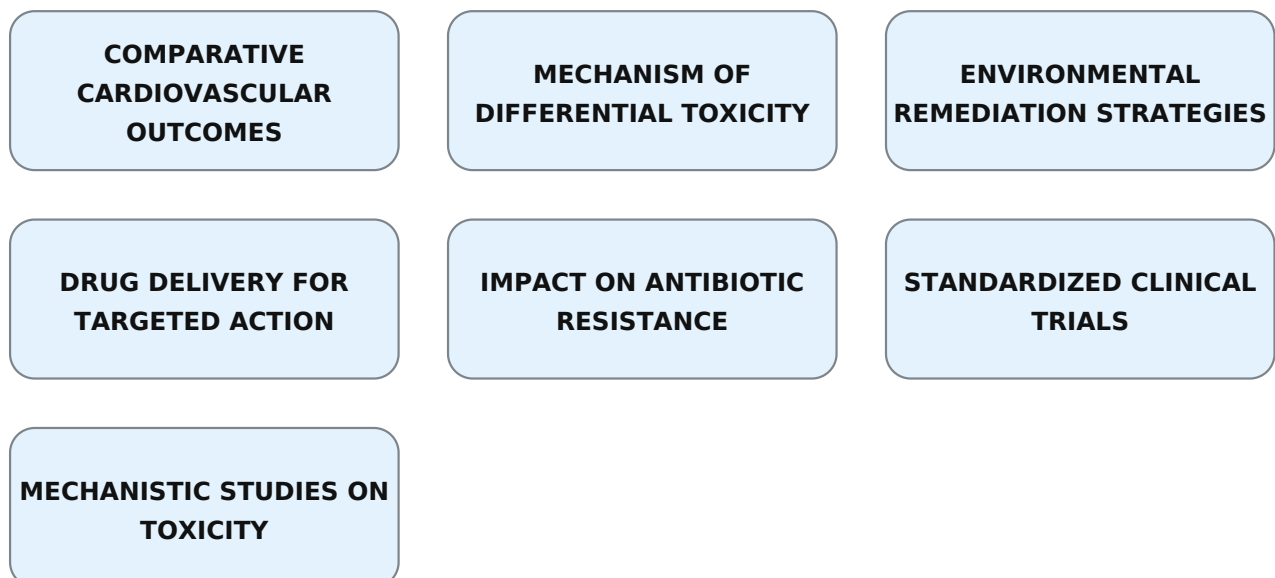 COMPARATIVE
CARDIOVASCULAR
OUTCOMES
MECHANISM OF
DIFFERENTIAL TOXICITY
ENVIRONMENTAL
REMEDIATION STRATEGIES
DRUG DELIVERY FOR
TARGETED ACTION
IMPACT ON ANTIBIOTIC
RESISTANCE
STANDARDIZED CLINICAL
TRIALS
MECHANISTIC STUDIES ON
TOXICITY